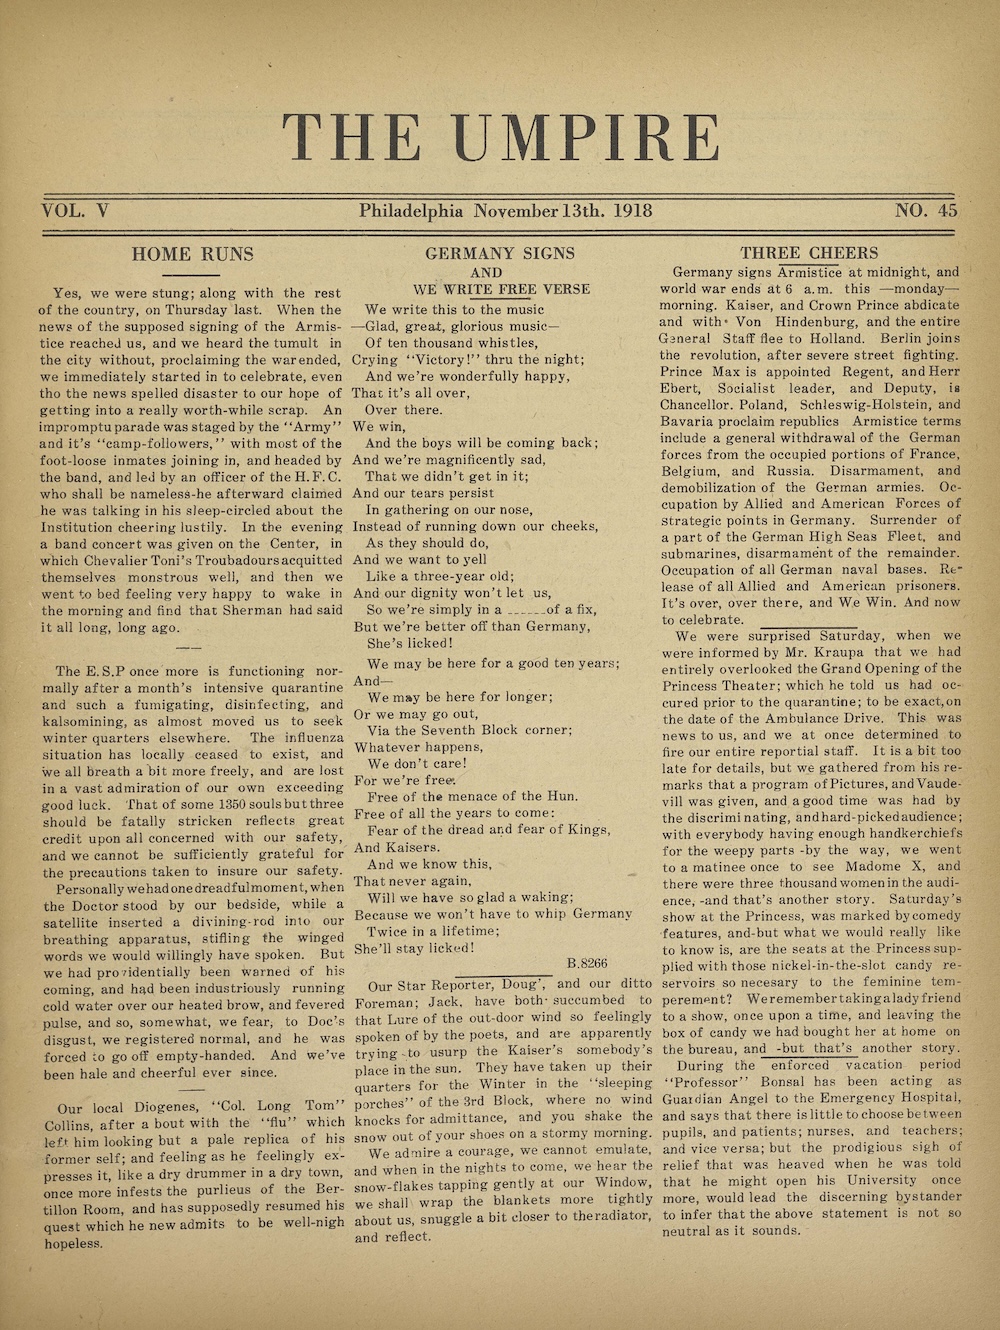 THE UMPIRE
VOL. V
Philadelphia November 13th. 1918
NO. 45
HOME RUNS
Yes, we were stung; along with the rest
of the country, on Thursday last. When the
news of the supposed signing of the Armis-
tice reached us, and we heard the tumult in
the city without, proclaiming the war ended,
we immediately started in to celebrate, even
tho the news spelled disaster to our hope of
getting into a really worth-while scrap. An
impromptu parade was staged by the "Army"
and it's "camp-followers," with most of the
foot-loose inmates joining in, and headed by
the band, and led by an officer of the H. F. C.
who shall be nameless-he afterward claimed
he was talking in his sleep-circled about the
Institution cheering lustily. In the evening
a band concert was given on the Center, in
which Chevalier Toni's Troubadours acquitted
themselves monstrous well, and then we
went to bed feeling very happy to wake in
the morning and find that Sherman had said
it all long, long ago.
The E. S.P once more is functioning nor-
mally after a month's intensive quarantine
and such a fumigating, disinfecting, and
kalsomining, as almost moved us to seek
winter quarters elsewhere. The influenza
situation has locally ceased to exist, and
we all breath a bit more freely, and are lost
in a vast admiration of our own exceeding
good luck. That of some 1350 souls but three
should be fatally stricken reflects great
credit upon all concerned with our safety,
and we cannot be sufficiently grateful for
the precautions taken to insure our safety.
Personally we had one dreadful moment, when
the Doctor stood by our bedside, while a
satellite inserted a divining-rod into our
breathing apparatus, stifling the winged
words we would willingly have spoken. But
we had providentially been warned of his
coming, and had been industriously running
cold water over our heated brow, and fevered
pulse, and so, somewhat, we fear, to Doc's
disgust, we registered normal, and he was
forced to go off empty-handed. And we've
been hale and cheerful ever since.
Our local Diogenes, "Col. Long Tom"
Collins, after a bout with the "flu" which
left him looking but a pale replica of his
former self; and feeling as he feelingly ex-
presses it, like a dry drummer in a dry town,
once more infests the purlieus of the Ber-
tillon Room, and has supposedly resumed his
quest which he new admits to be well-nigh
hopeless.
GERMANY SIGNS
AND
WE WRITE FREE VERSE
We write this to the music
—Glad, great, glorious music—
Of ten thousand whistles,
Crying "Victory!" thru the night;
And we're wonderfully happy,
That it's all over,
Over there.
We win,
And the boys will be coming back;
And we're magnificently sad,
That we didn't get in it;
And our tears persist
In gathering on our nose,
Instead of running down our cheeks,
As they should do,
And we want to yell
Like a three-year old;
And our dignity won't let us,
So we're simply in a ______of a fix,
But we're better off than Germany,
She's licked!
We may be here for a good ten years;
And—
We may be here for longer;
Or we may go out,
Via the Seventh Block corner;
Whatever happens,
We don't care!
For we're free.
Free of the menace of the Hun.
Free of all the years to come:
Fear of the dread and fear of Kings,
And Kaisers.
And we know this,
That never again,
Will we have so glad a waking;
Because we won't have to whip Germany
Twice in a lifetime;
She'll stay licked!
B.8266
Our Star Reporter, Doug', and our ditto
Foreman; Jack, have both succumbed to
that Lure of the out-door wind so feelingly
spoken of by the poets, and are apparently
trying to usurp the Kaiser's somebody's
place in the sun. They have taken up their
quarters for the Winter in the "sleeping
porches" of the 3rd Block, where no wind
knocks for admittance, and you shake the
snow out of your shoes on a stormy morning.
We admire a courage, we cannot emulate,
and when in the nights to come, we hear the
snow-flakes tapping gently at our Window,
we shall wrap the blankets more tightly
about us, snuggle a bit closer to the radiator,
and reflect.
THREE CHEERS
Germany signs Armistice at midnight, and
world war ends at 6 a.m. this —monday—
morning. Kaiser, and Crown Prince abdicate
and with Von Hindenburg, and the entire
General Staff flee to Holland. Berlin joins
the revolution, after severe street fighting.
Prince Max is appointed Regent, and Herr
Ebert, Socialist leader, and Deputy, is
Chancellor. Poland, Schleswig-Holstein, and
Bavaria proclaim republics Armistice terms
include a general withdrawal of the German
forces from the occupied portions of France,
Belgium, and Russia. Disarmament, and
demobilization of the German armies. Oc-
cupation by Allied and American Forces of
strategic points in Germany. Surrender of
a part of the German High Seas Fleet, and
submarines, disarmament of the remainder.
Occupation of all German naval bases. Re-
lease of all Allied and American prisoners.
It's over, over there, and We Win. And now
to celebrate.
We were surprised Saturday, when we
were informed by Mr. Kraupa that we had
entirely overlooked the Grand Opening of the
Princess Theater; which he told us had oc-
cured prior to the quarantine; to be exact, on
the date of the Ambulance Drive. This was
news to us, and we at once determined to
fire our entire reportial staff. It is a bit too
late for details, but we gathered from his re-
marks that a program of Pictures, and Vaude-
vill was given, and a good time was had by
the discrimi nating, and hard-picked audience;
with everybody having enough handkerchiefs
for the weepy parts -by the way, we went
to a matinee once to see Madome X, and
there were three thousand women in the audi-
ence, -and that's another story. Saturday's
show at the Princess, was marked by comedy
features, and-but what we would really like
to know is, are the seats at the Princess sup-
plied with those nickel-in-the-slot candy re-
servoirs so necesary to the feminine tem-
perement? We remember taking a lady friend
to a show, once upon a time, and leaving the
box of candy we had bought her at home on
the bureau, and -but that's another story.
During the enforced vacation period
"Professor" Bonsal has been acting as
Guardian Angel to the Emergency Hospital,
and says that there is little to choose between
pupils, and patients; nurses, and teachers;
and vice versa; but the prodigious sigh of
relief that was heaved when he was told
that he might open his University once
more, would lead the discerning bystander
to infer that the above statement is not so
neutral as it sounds.